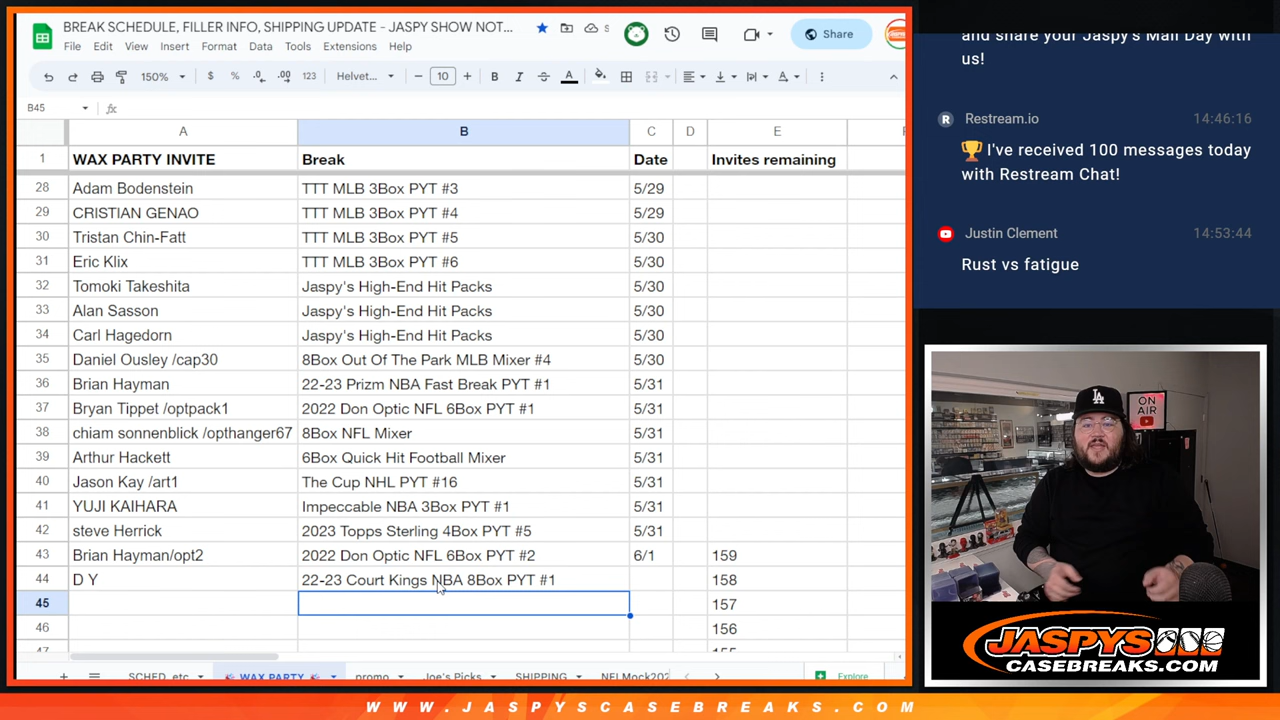 BREAK SCHEDULE, FILLER INFO, SHIPPING UPDATE - JASPY SHOW NOT...
File Edit View Insert Format Data Tools Extensions Help
Share
150% $ % .0 .00 123 Helvet... 10 B I A
B45 fx
A B C D E
1 WAX PARTY INVITE Break Date Invites remaining
28 Adam Bodenstein TTT MLB 3Box PYT #3 5/29
29 CRISTIAN GENAO TTT MLB 3Box PYT #4 5/29
30 Tristan Chin-Fatt TTT MLB 3Box PYT #5 5/30
31 Eric Klix TTT MLB 3Box PYT #6 5/30
32 Tomoki Takeshita Jaspy's High-End Hit Packs 5/30
33 Alan Sasson Jaspy's High-End Hit Packs 5/30
34 Carl Hagedorn Jaspy's High-End Hit Packs 5/30
35 Daniel Ousley /cap30 8Box Out Of The Park MLB Mixer #4 5/30
36 Brian Hayman 22-23 Prizm NBA Fast Break PYT #1 5/31
37 Bryan Tippet /optpack1 2022 Don Optic NFL 6Box PYT #1 5/31
38 chiam sonnenblick /opthanger67 8Box NFL Mixer 5/31
39 Arthur Hackett 6Box Quick Hit Football Mixer 5/31
40 Jason Kay /art1 The Cup NHL PYT #16 5/31
41 YUJI KAIHARA Impeccable NBA 3Box PYT #1 5/31
42 steve Herrick 2023 Topps Sterling 4Box PYT #5 5/31
43 Brian Hayman/opt2 2022 Don Optic NFL 6Box PYT #2 6/1 159
44 D Y 22-23 Court Kings NBA 8Box PYT #1 158
45 157
46 156
SCHED. etc WAX PARTY promo Joe's Picks SHIPPING Explore
and share your Jaspy's Mail Day with
us!
R Restream.io 14:46:16
I've received 100 messages today
with Restream Chat!
Justin Clement 14:53:44
Rust vs fatigue
LA
ON
AIR
JASPYS
CASEBREAKS.COM
WWW.JASPYSCASEBREAKS.COM